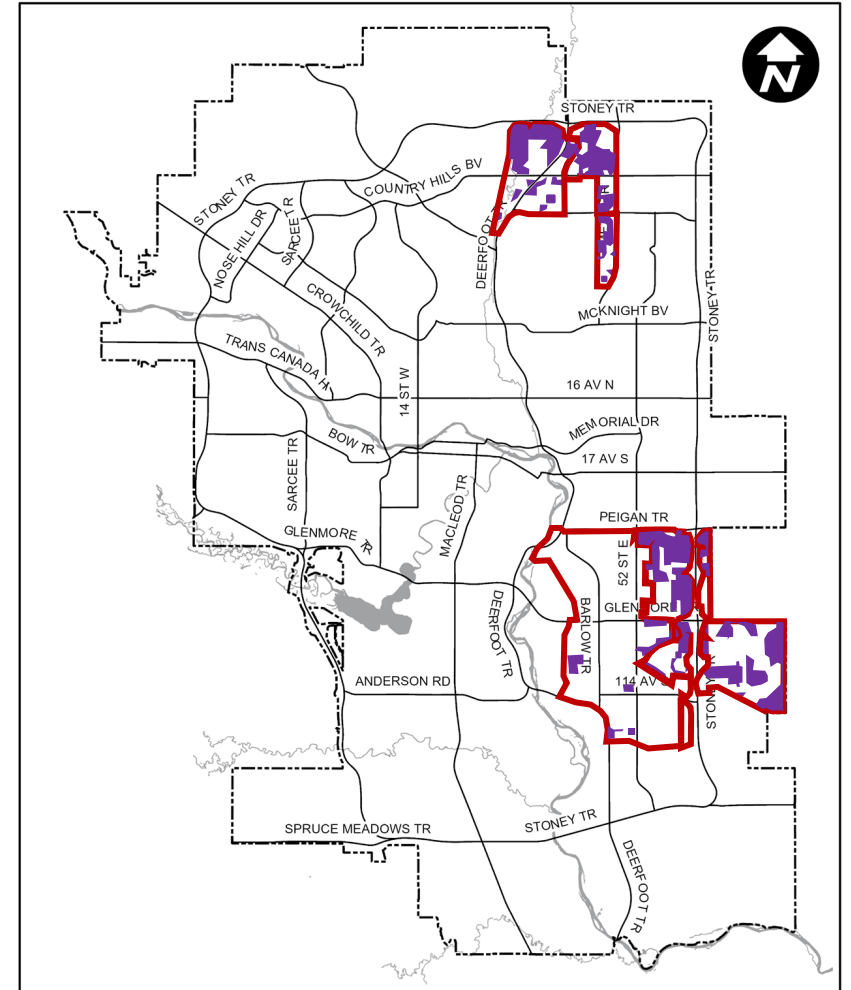 N
STONEY TR
COUNTRY HILLS BV
STONEY TR
SARCEE TR
NOSE HILL DR
DEERFOOT TR
STONEY TR
CROWCHILD TR
MCKNIGHT BV
TRANS CANADA H
16 AV N
14 ST W
MEMORIAL DR
BOW TR
17 AV S
SARCEE TR
MACLEOD TR
PEIGAN TR
GLENMORE TR
52 ST E
BARLOW TR
GLENMOR
DEERFOOT TR
ANDERSON RD
114 AV S
STONEY
STONEY TR
SPRUCE MEADOWS TR
DEERFOOT TR